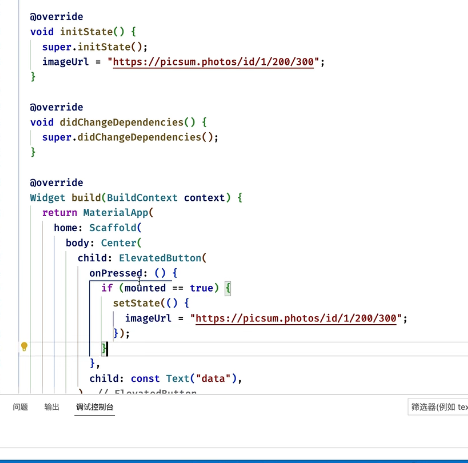 @override
void initState() {
super.initState();
imageUrl = "https://picsum.photos/id/1/200/300";
}
@override
void didChangeDependencies() {
super.didChangeDependencies();
}
@override
Widget build(BuildContext context) {
return MaterialApp(
home: Scaffold(
body: Center(
child: ElevatedButton(
onPressed: () {
if (mounted == true) {
setState(() {
imageUrl = "https://picsum.photos/id/1/200/300";
});
}
},
child: const Text("data"),
), // ElevatedButton
问题 输出 调试控制台 筛选器(例如 tex